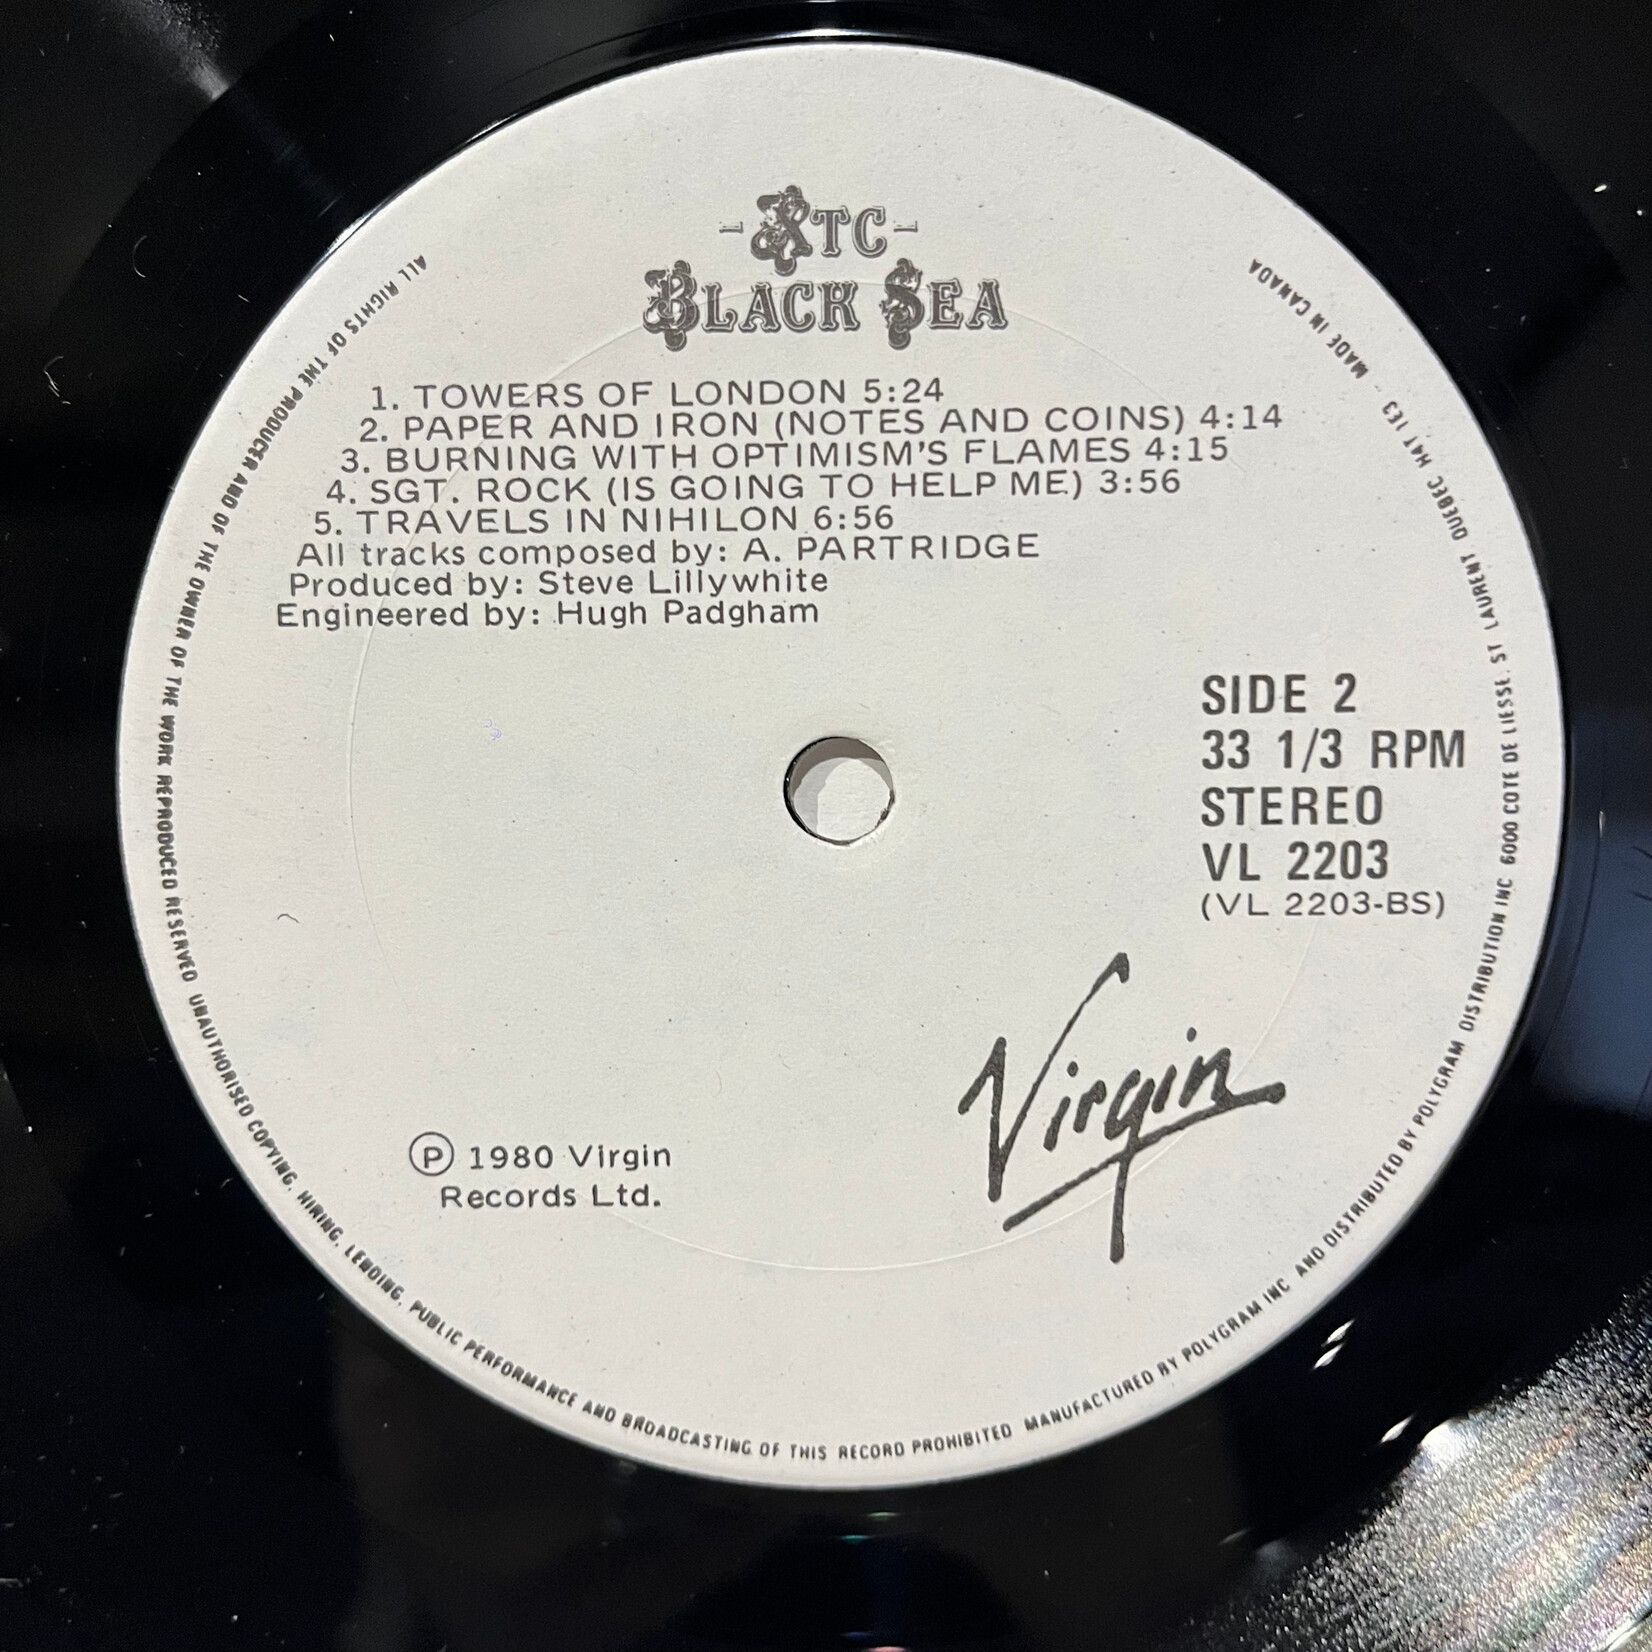 -XTC-
BLACK SEA
1. TOWERS OF LONDON 5:24
2. PAPER AND IRON (NOTES AND COINS) 4:14
3. BURNING WITH OPTIMISM'S FLAMES 4:15
4. SGT. ROCK (IS GOING TO HELP ME) 3:56
5. TRAVELS IN NIHILON 6:56
All tracks composed by: A. PARTRIDGE
Produced by: Steve Lillywhite
Engineered by: Hugh Padgham
SIDE 2
33 1/3 RPM
STEREO
VL 2203
(VL 2203-BS)
Virgin
Ⓟ 1980 Virgin
Records Ltd.
ALL RIGHTS OF THE PRODUCER AND OF THE OWNER OF THE WORK REPRODUCED RESERVED UNAUTHORISED COPYING, HIRING, LENDING, PUBLIC PERFORMANCE AND BROADCASTING OF THIS RECORD PROHIBITED MANUFACTURED BY POLYGRAM INC AND DISTRIBUTED BY POLYGRAM DISTRIBUTION INC 6000 COTE DE LIESSE, ST LAURENT QUEBEC H4T 1E3 - MADE IN CANADA